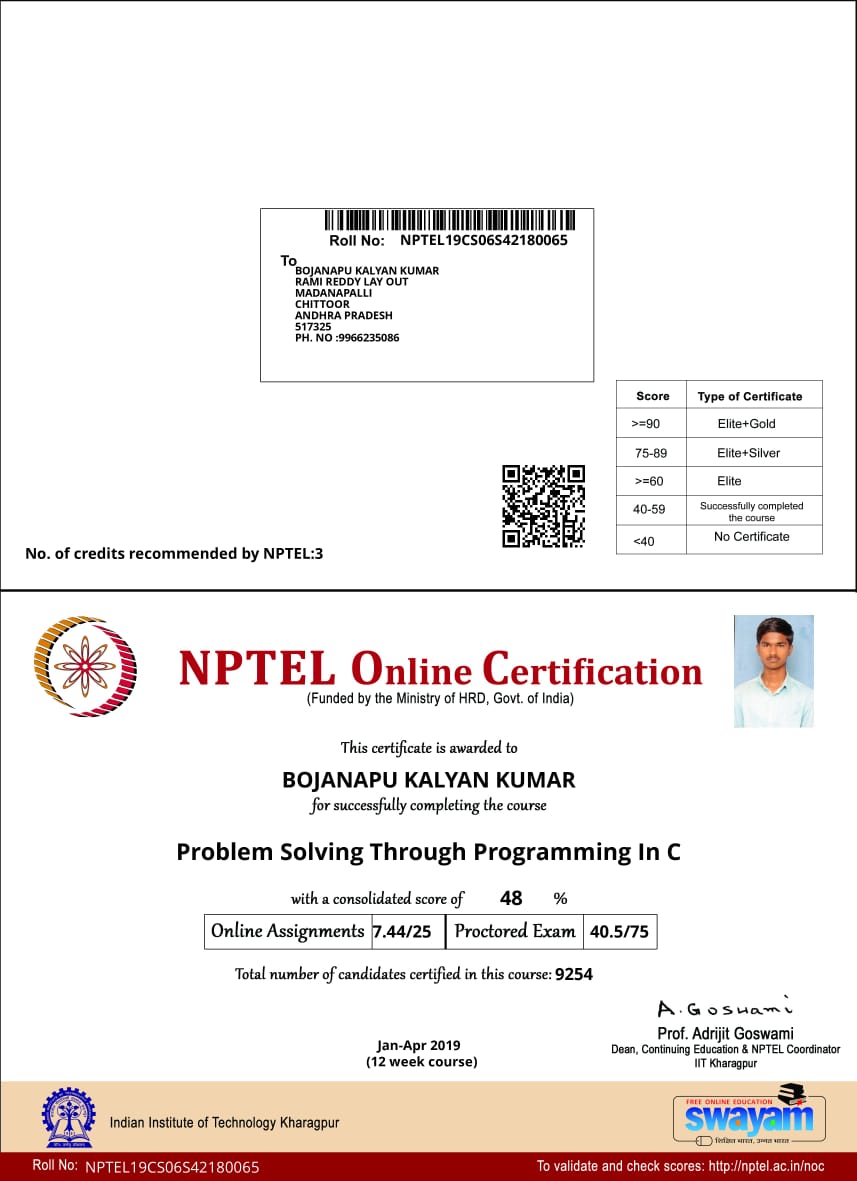 Roll No: NPTEL19CS06S42180065
To
BOJANAPU KALYAN KUMAR
RAMI REDDY LAY OUT
MADANAPALLI
CHITTOOR
ANDHRA PRADESH
517325
PH. NO :9966235086
Score Type of Certificate
>=90 Elite+Gold
75-89 Elite+Silver
>=60 Elite
40-59 Successfully completed
the course
<40 No Certificate
No. of credits recommended by NPTEL:3
NPTEL Online Certification
(Funded by the Ministry of HRD, Govt. of India)
This certificate is awarded to
BOJANAPU KALYAN KUMAR
for successfully completing the course
Problem Solving Through Programming In C
with a consolidated score of 48 %
Online Assignments 7.44/25 Proctored Exam 40.5/75
Total number of candidates certified in this course: 9254
A. Goswami
Prof. Adrijit Goswami
Dean, Continuing Education & NPTEL Coordinator
IIT Kharagpur
Jan-Apr 2019
(12 week course)
Indian Institute of Technology Kharagpur
FREE ONLINE EDUCATION
swayam
शिक्षित भारत, उन्नत भारत
Roll No: NPTEL19CS06S42180065
To validate and check scores: http://nptel.ac.in/noc